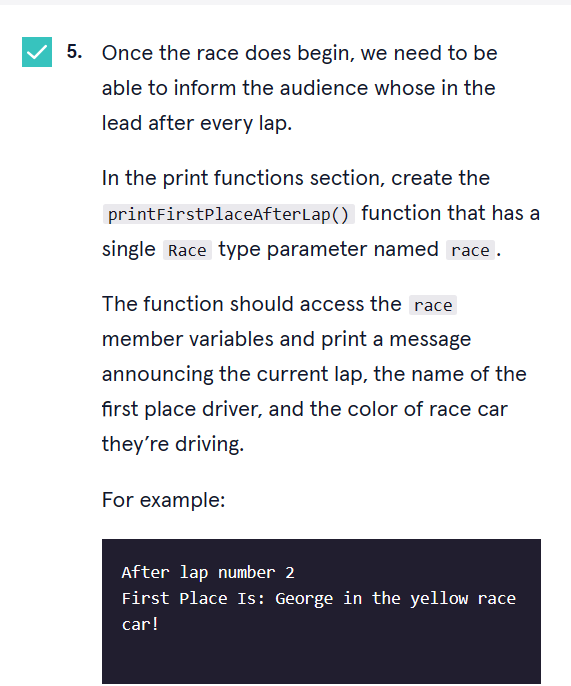 5. Once the race does begin, we need to be
able to inform the audience whose in the
lead after every lap.
In the print functions section, create the
printFirstPlaceAfterLap() function that has a
single Race type parameter named race.
The function should access the race
member variables and print a message
announcing the current lap, the name of the
first place driver, and the color of race car
they’re driving.
For example:
After lap number 2
First Place Is: George in the yellow race
car!